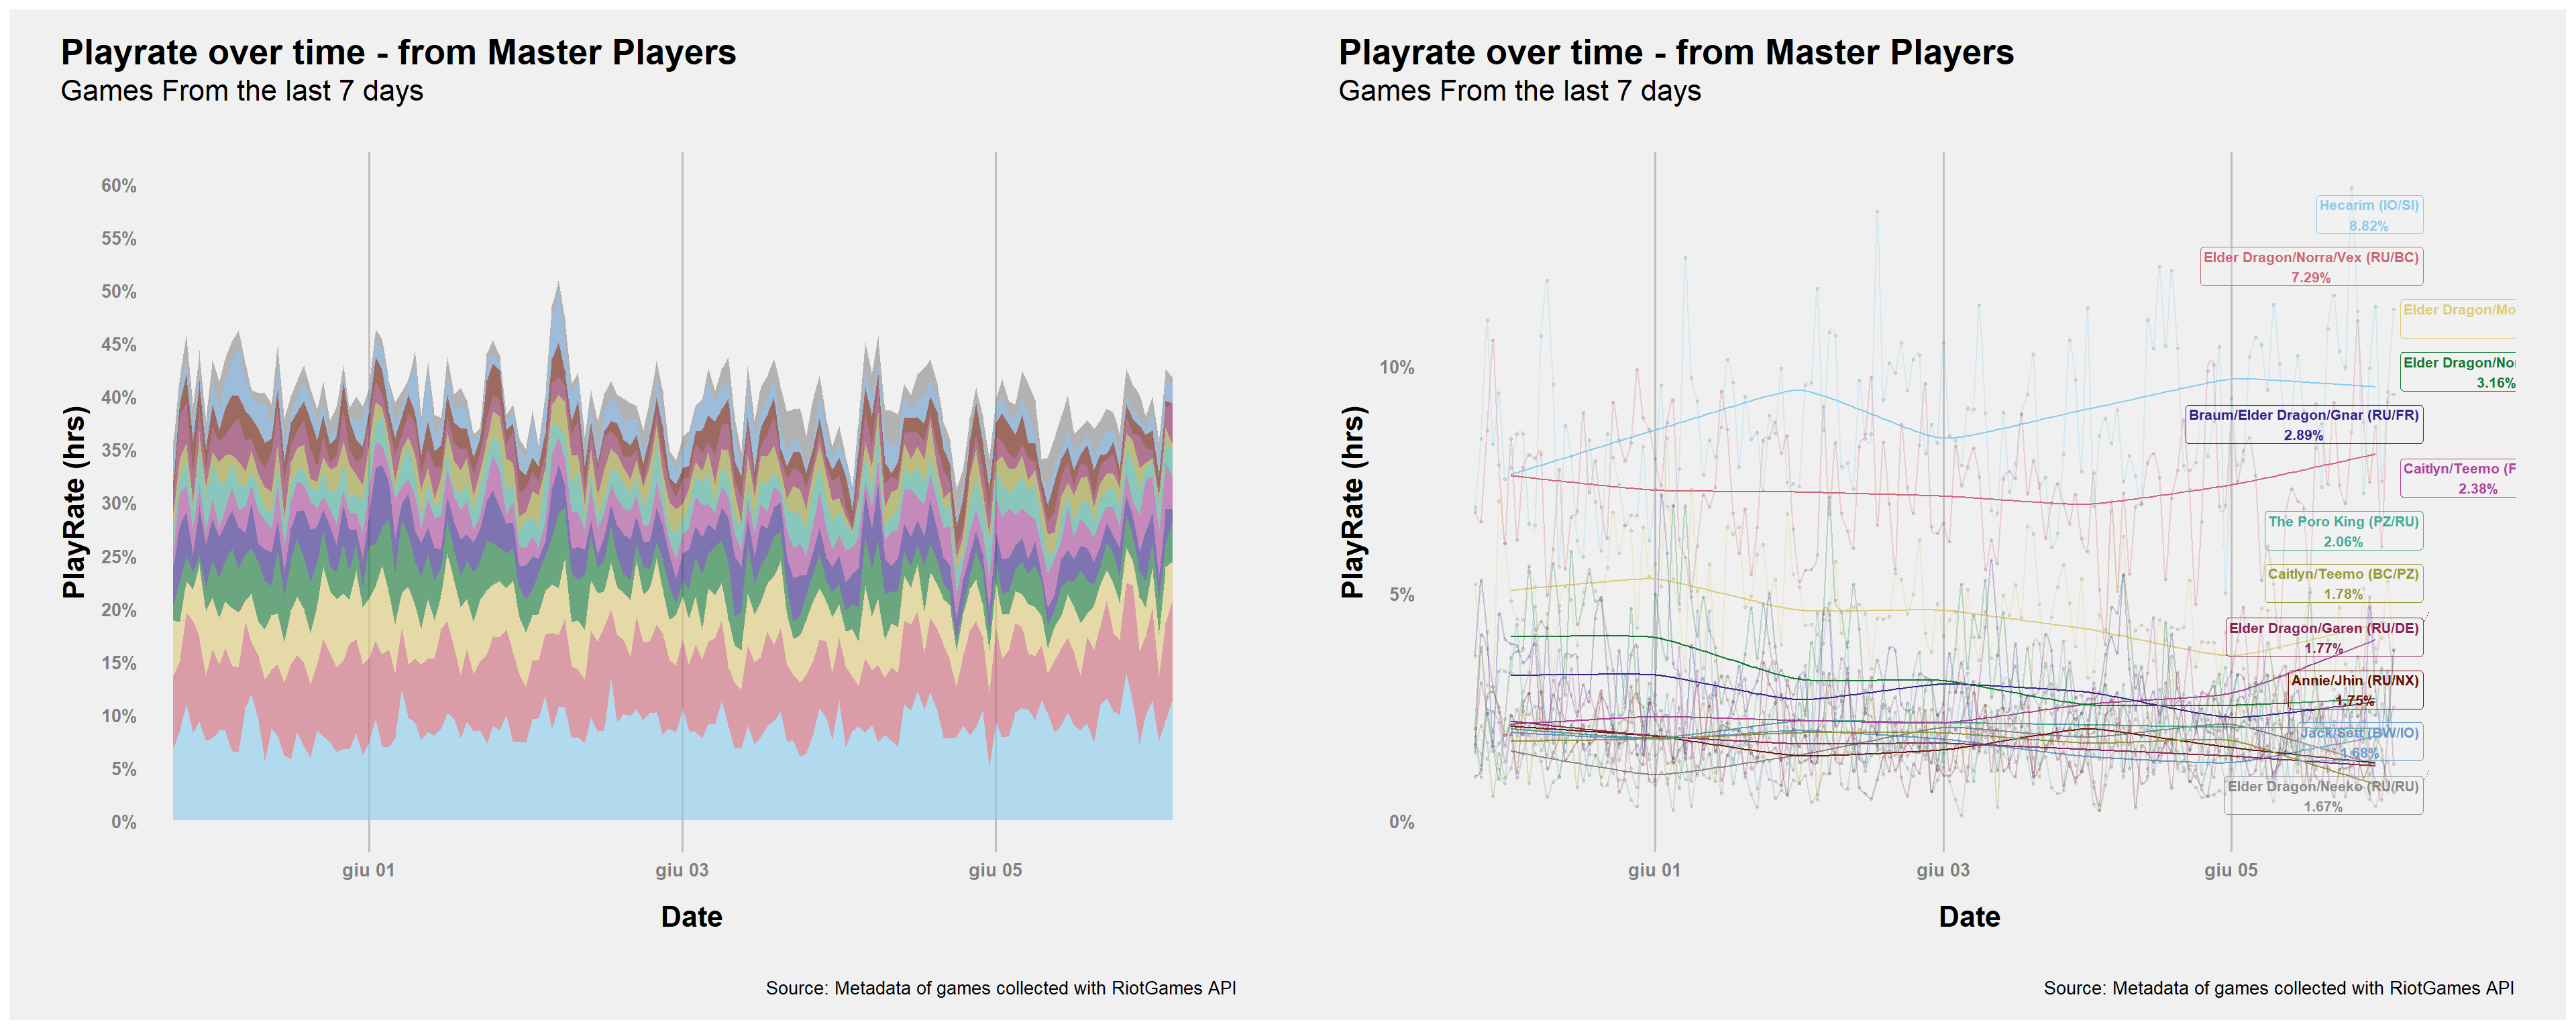 Playrate over time - from Master Players
Games From the last 7 days
60%
55%
50%
45%
40%
35%
30%
25%
20%
15%
10%
5%
0%
PlayRate (hrs)
giu 01
giu 03
giu 05
Date
Source: Metadata of games collected with RiotGames API
Playrate over time - from Master Players
Games From the last 7 days
10%
5%
0%
PlayRate (hrs)
Hecarim (IO/SI)
8.82%
Elder Dragon/Norra/Vex (RU/BC)
7.29%
Elder Dragon/Mo
Elder Dragon/No
3.16%
Braum/Elder Dragon/Gnar (RU/FR)
2.89%
Caitlyn/Teemo (F
2.38%
The Poro King (PZ/RU)
2.06%
Caitlyn/Teemo (BC/PZ)
1.78%
Elder Dragon/Garen (RU/DE)
1.77%
Annie/Jhin (RU/NX)
1.75%
Jack/Sett (BW/IO)
1.68%
Elder Dragon/Neeko (RU/RU)
1.67%
giu 01
giu 03
giu 05
Date
Source: Metadata of games collected with RiotGames API